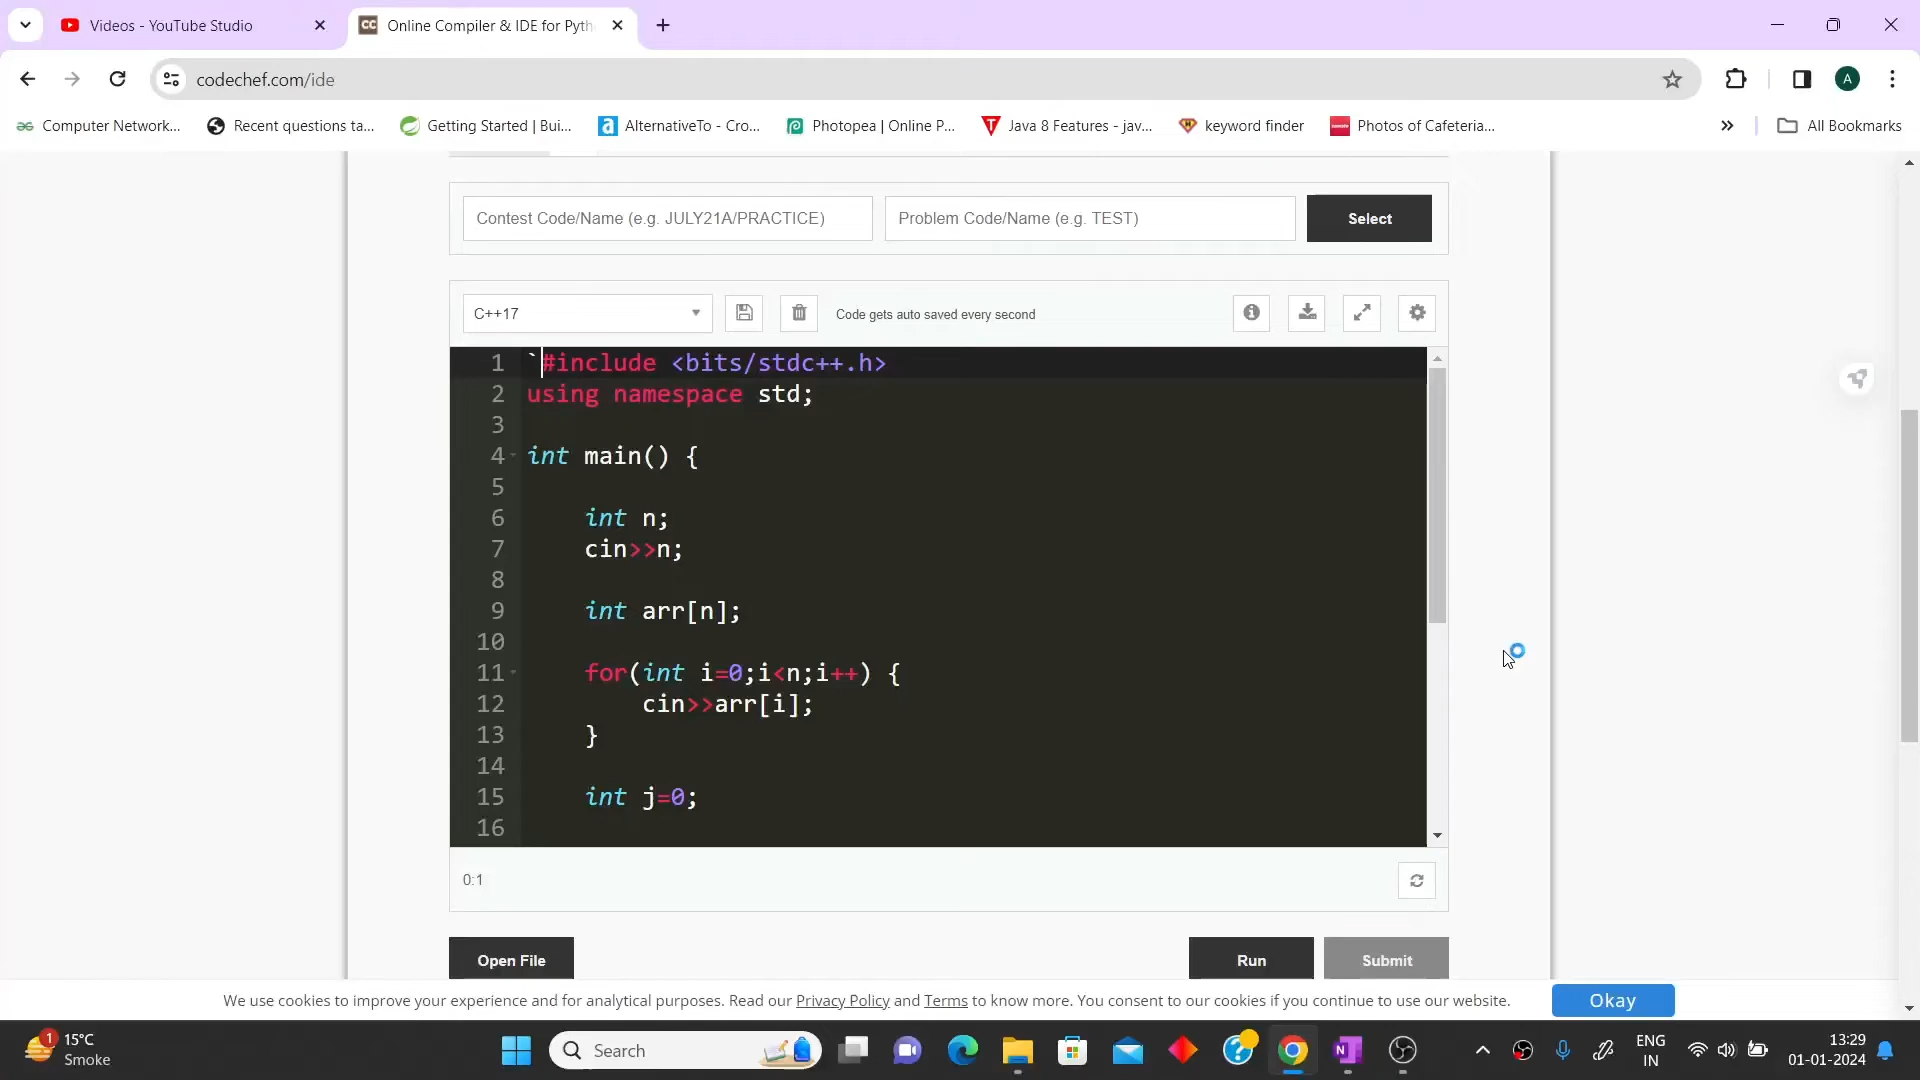 Videos - YouTube Studio
Online Compiler & IDE for Pyth
codechef.com/ide
A
Computer Network...
Recent questions ta...
Getting Started | Bui...
AlternativeTo - Cro...
Photopea | Online P...
Java 8 Features - jav...
keyword finder
Photos of Cafeteria...
All Bookmarks
Contest Code/Name (e.g. JULY21A/PRACTICE)
Problem Code/Name (e.g. TEST)
Select
C++17
Code gets auto saved every second
1 `#include <bits/stdc++.h>
2 using namespace std;
3
4 int main() {
5
6 int n;
7 cin>>n;
8
9 int arr[n];
10
11 for(int i=0;i<n;i++) {
12 cin>>arr[i];
13 }
14
15 int j=0;
16
0:1
Open File
Run
Submit
We use cookies to improve your experience and for analytical purposes. Read our Privacy Policy and Terms to know more. You consent to our cookies if you continue to use our website.
Okay
1
15°C
Smoke
Search
ENG
IN
13:29
01-01-2024